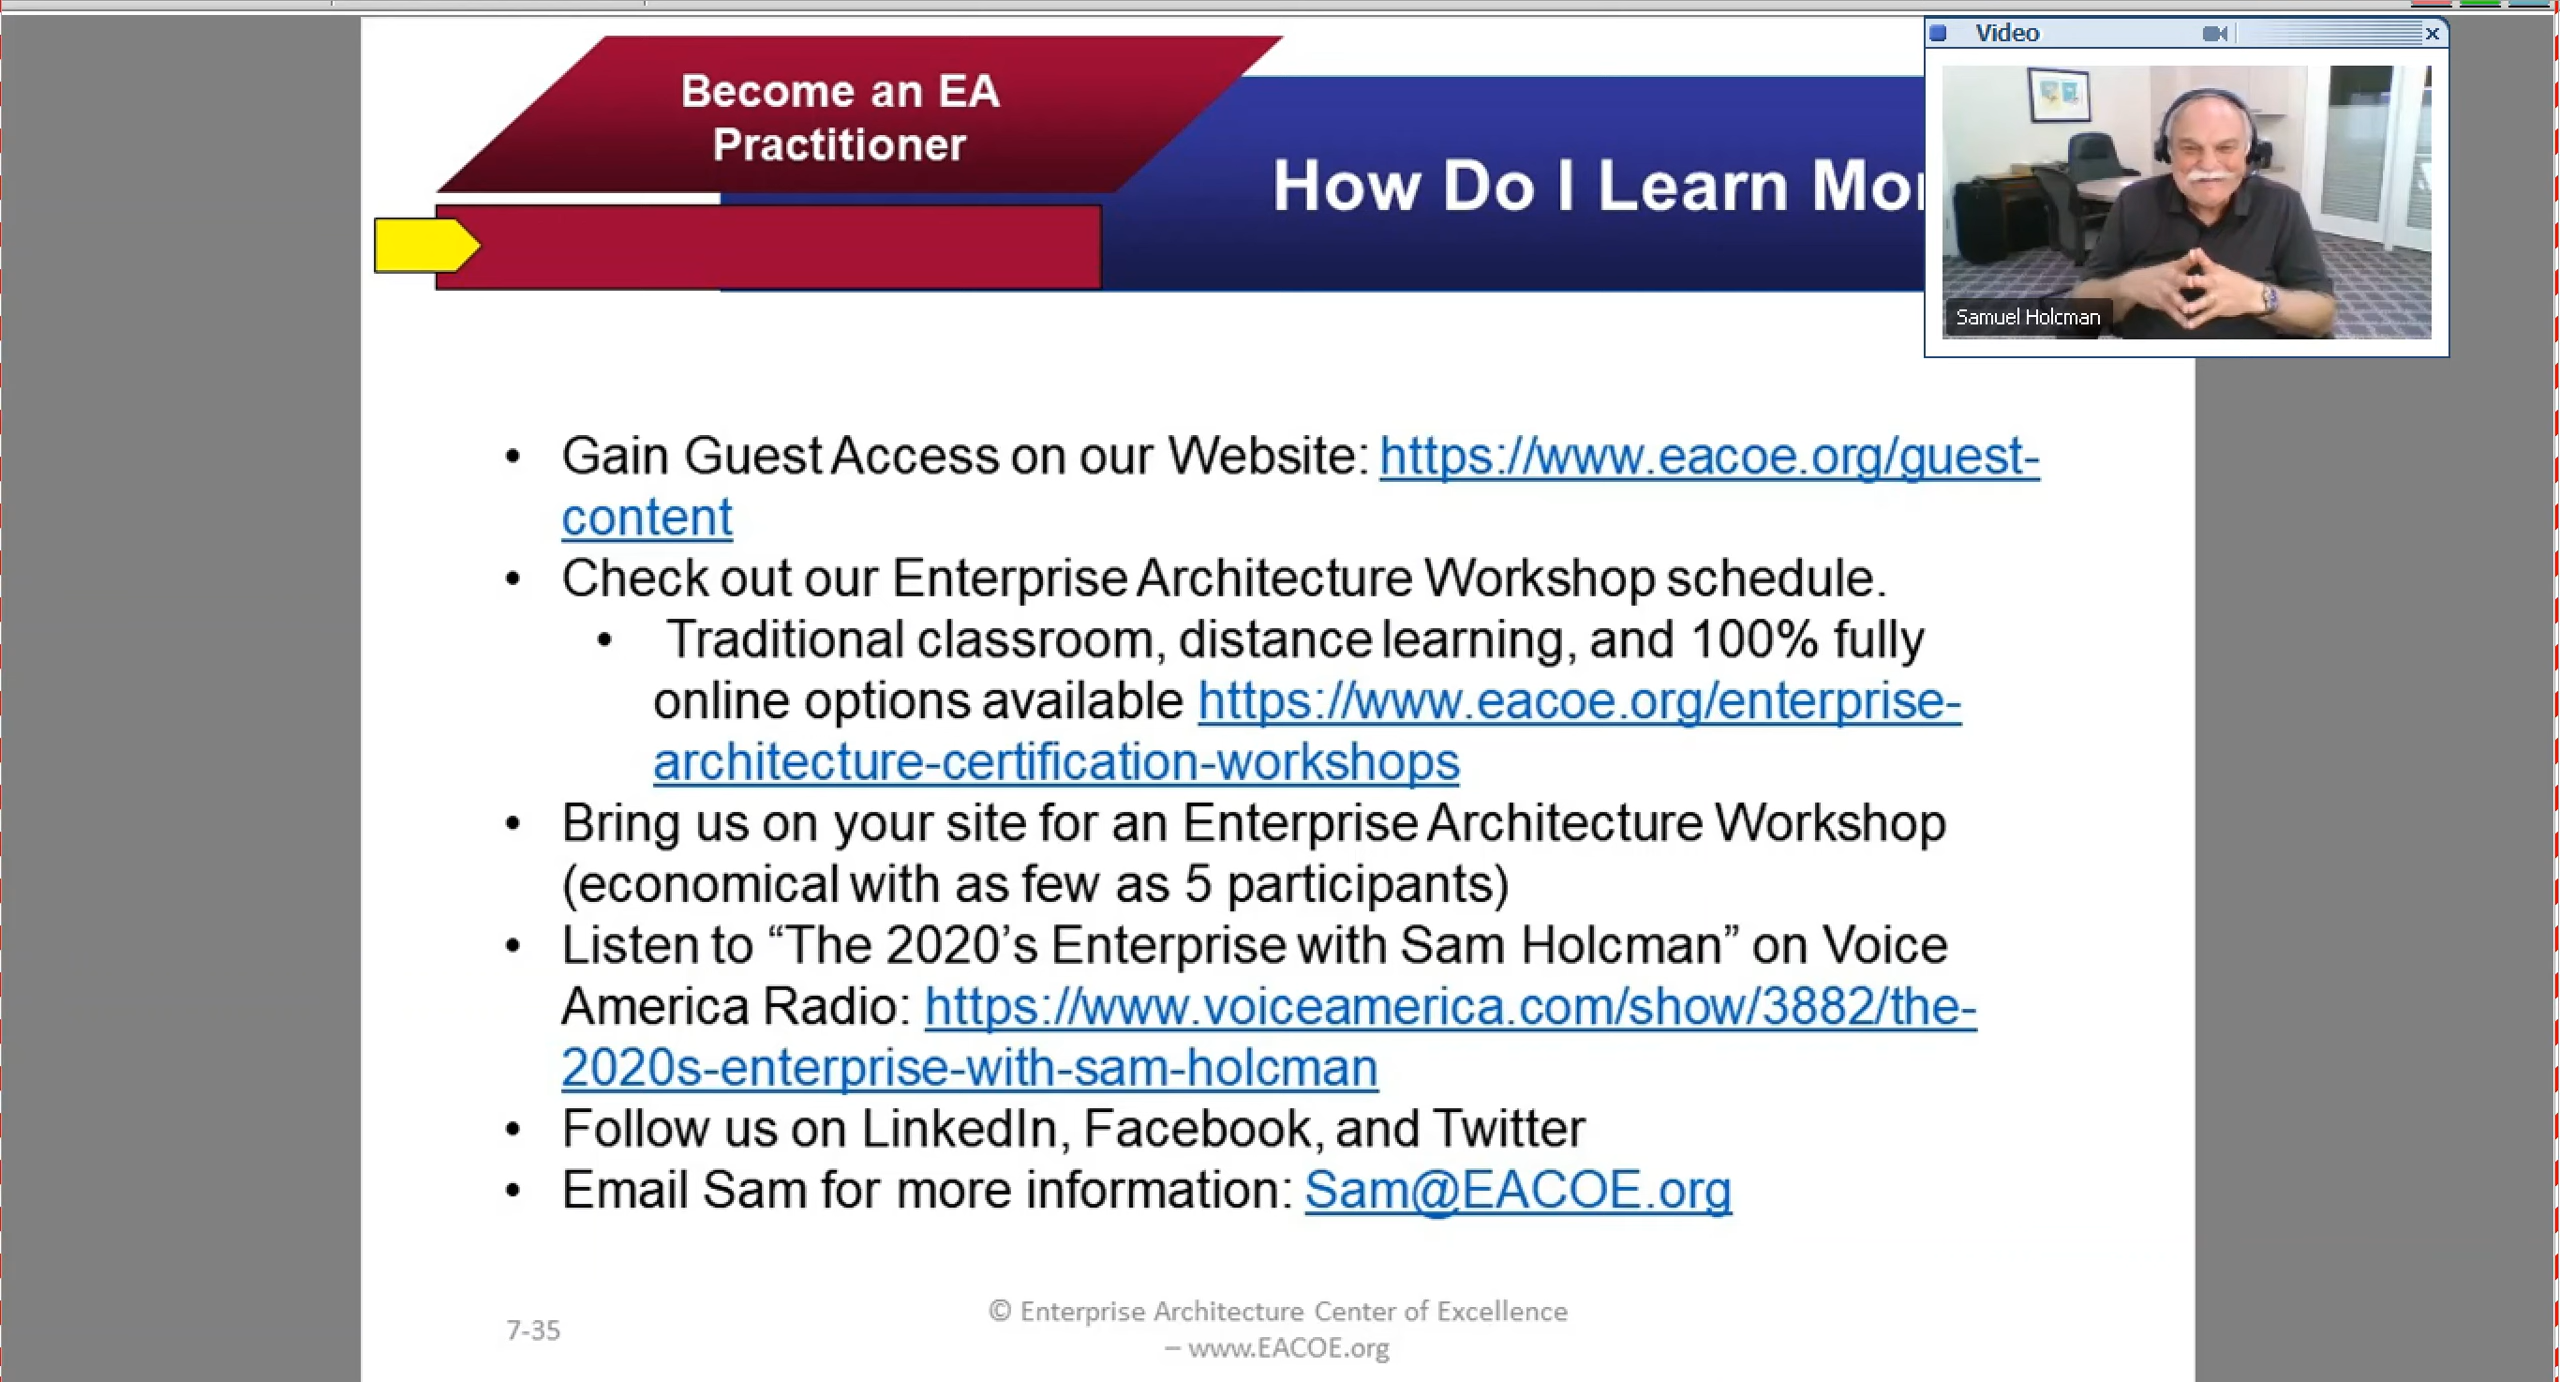 Become an EA
Practitioner
How Do I Learn Mor
Video
Samuel Holcman
• Gain Guest Access on our Website: https://www.eacoe.org/guest-
content
• Check out our Enterprise Architecture Workshop schedule.
• Traditional classroom, distance learning, and 100% fully
online options available https://www.eacoe.org/enterprise-
architecture-certification-workshops
• Bring us on your site for an Enterprise Architecture Workshop
(economical with as few as 5 participants)
• Listen to “The 2020’s Enterprise with Sam Holcman” on Voice
America Radio: https://www.voiceamerica.com/show/3882/the-
2020s-enterprise-with-sam-holcman
• Follow us on LinkedIn, Facebook, and Twitter
• Email Sam for more information: Sam@EACOE.org
7-35
© Enterprise Architecture Center of Excellence
– www.EACOE.org